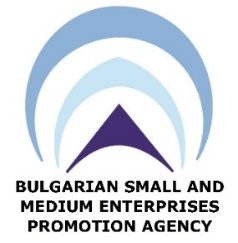 BULGARIAN SMALL AND
MEDIUM ENTERPRISES
PROMOTION AGENCY